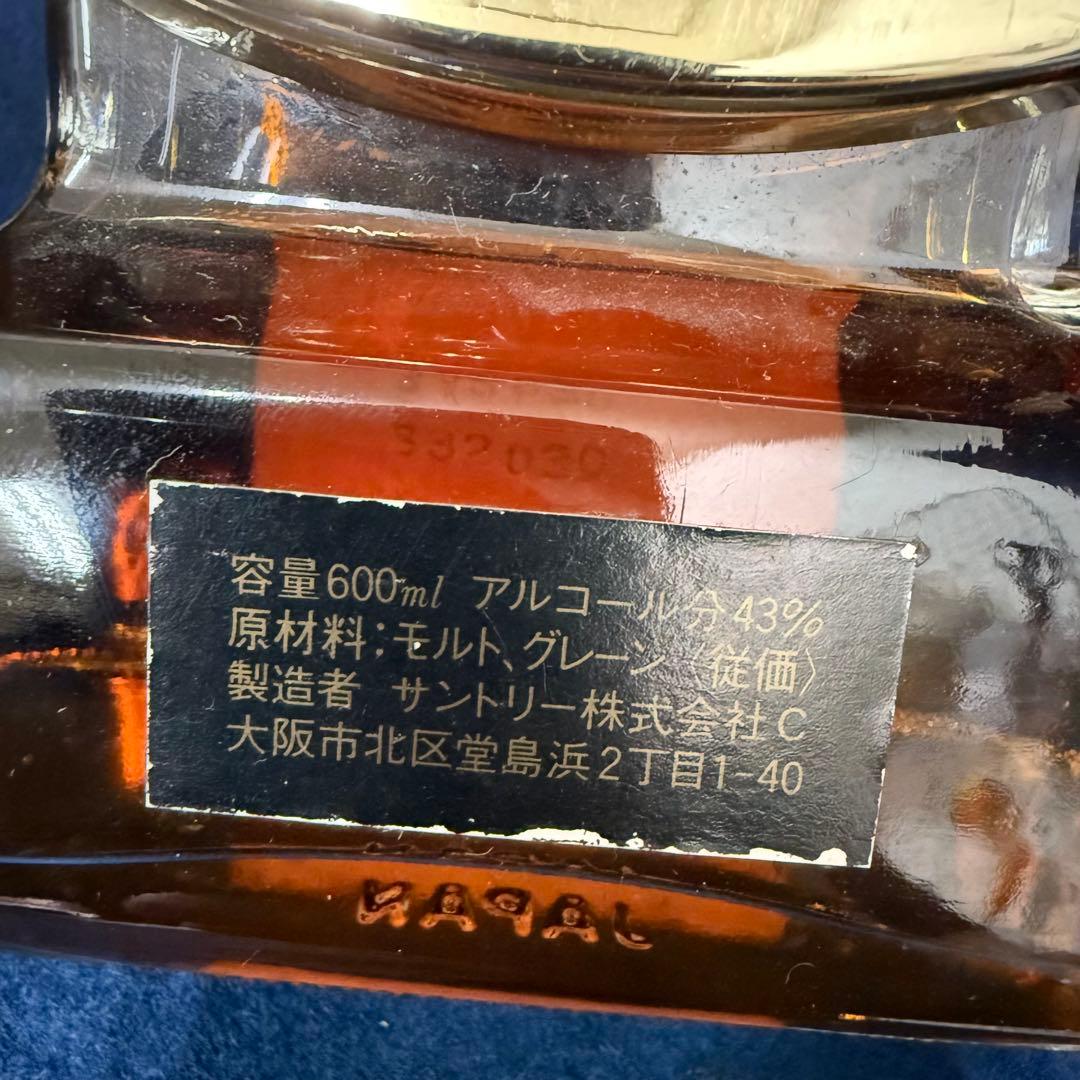 容量600ml アルコール分43%
原材料:モルト、グレーン〈従価〉
製造者 サントリー株式会社C
大阪市北区堂島浜2丁目1-40
JAPAN